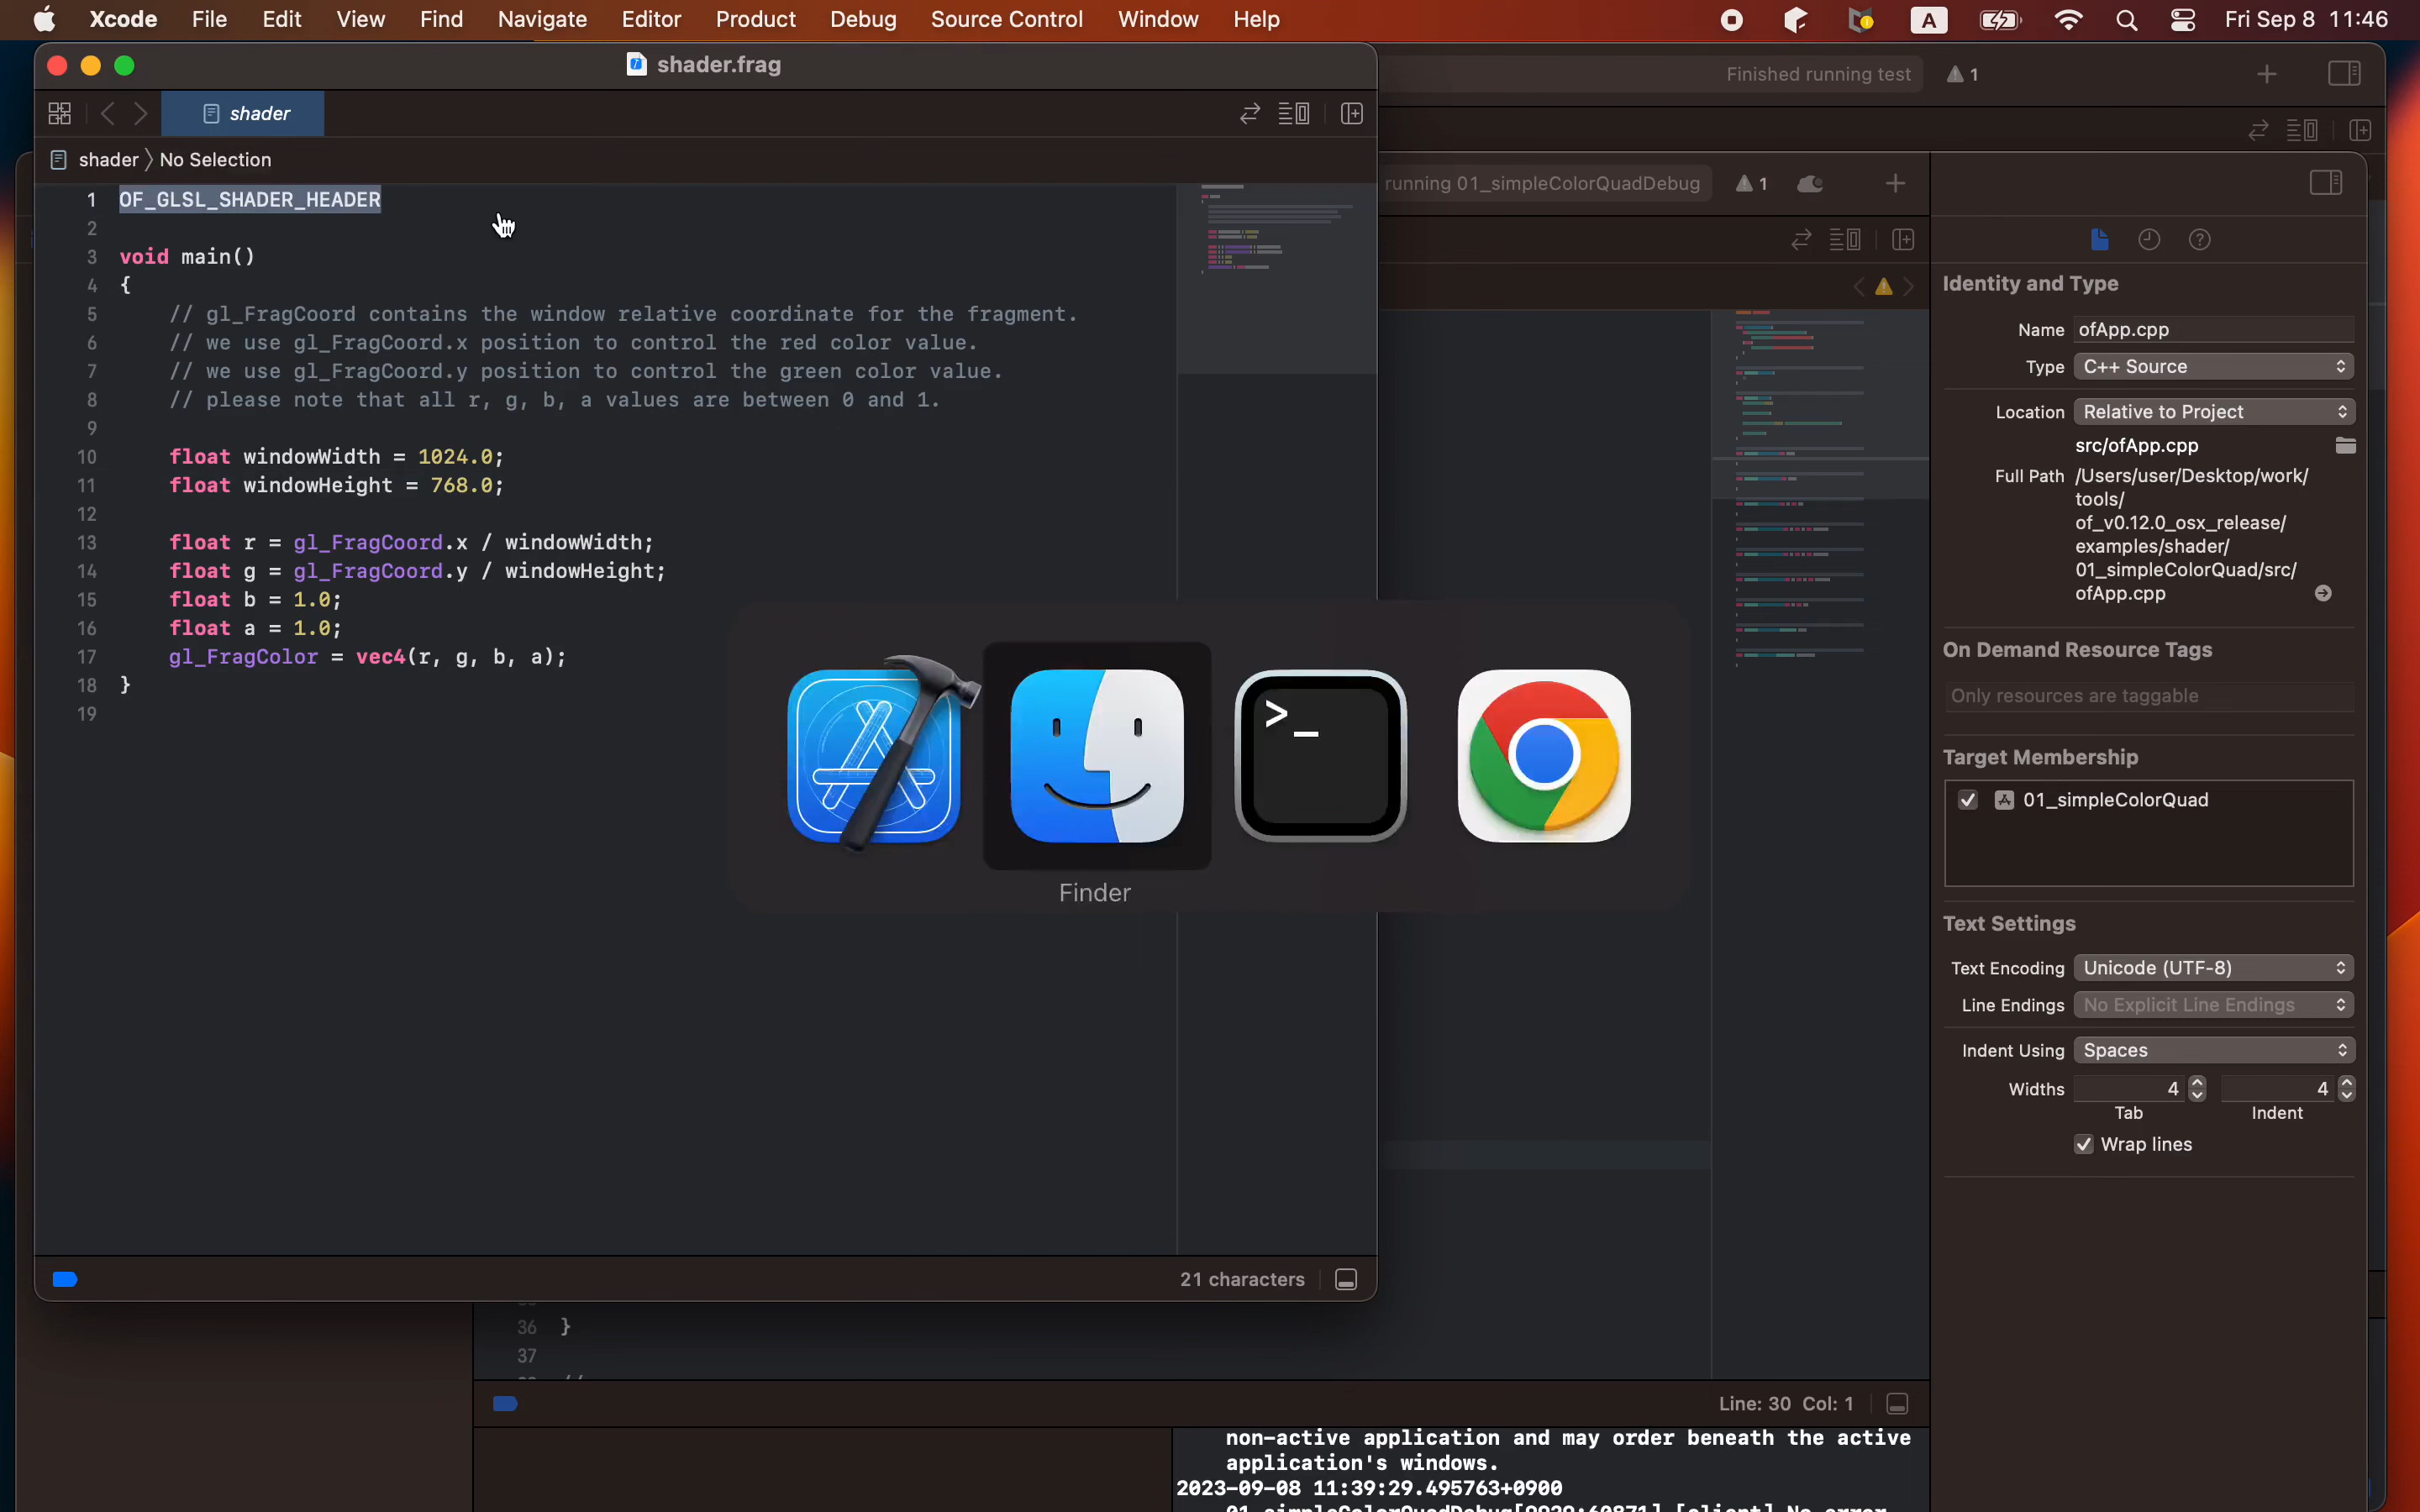 Xcode File Edit View Find Navigate Editor Product Debug Source Control Window Help A Fri Sep 8 11:46
shader.frag
shader
shader No Selection
1 OF_GLSL_SHADER_HEADER
2
3 void main()
4 {
5 // gl_FragCoord contains the window relative coordinate for the fragment.
6 // we use gl_FragCoord.x position to control the red color value.
7 // we use gl_FragCoord.y position to control the green color value.
8 // please note that all r, g, b, a values are between 0 and 1.
9
10 float windowWidth = 1024.0;
11 float windowHeight = 768.0;
12
13 float r = gl_FragCoord.x / windowWidth;
14 float g = gl_FragCoord.y / windowHeight;
15 float b = 1.0;
16 float a = 1.0;
17 gl_FragColor = vec4(r, g, b, a);
18 }
19
21 characters
Finder
Finished running test 1
running 01_simpleColorQuadDebug 1
36 }
37
Line: 30 Col: 1
non-active application and may order beneath the active
application's windows.
2023-09-08 11:39:29.495763+0900
Identity and Type
Name ofApp.cpp
Type C++ Source
Location Relative to Project
src/ofApp.cpp
Full Path /Users/user/Desktop/work/
tools/
of_v0.12.0_osx_release/
examples/shader/
01_simpleColorQuad/src/
ofApp.cpp
On Demand Resource Tags
Only resources are taggable
Target Membership
01_simpleColorQuad
Text Settings
Text Encoding Unicode (UTF-8)
Line Endings No Explicit Line Endings
Indent Using Spaces
Widths 4 4
Tab Indent
Wrap lines